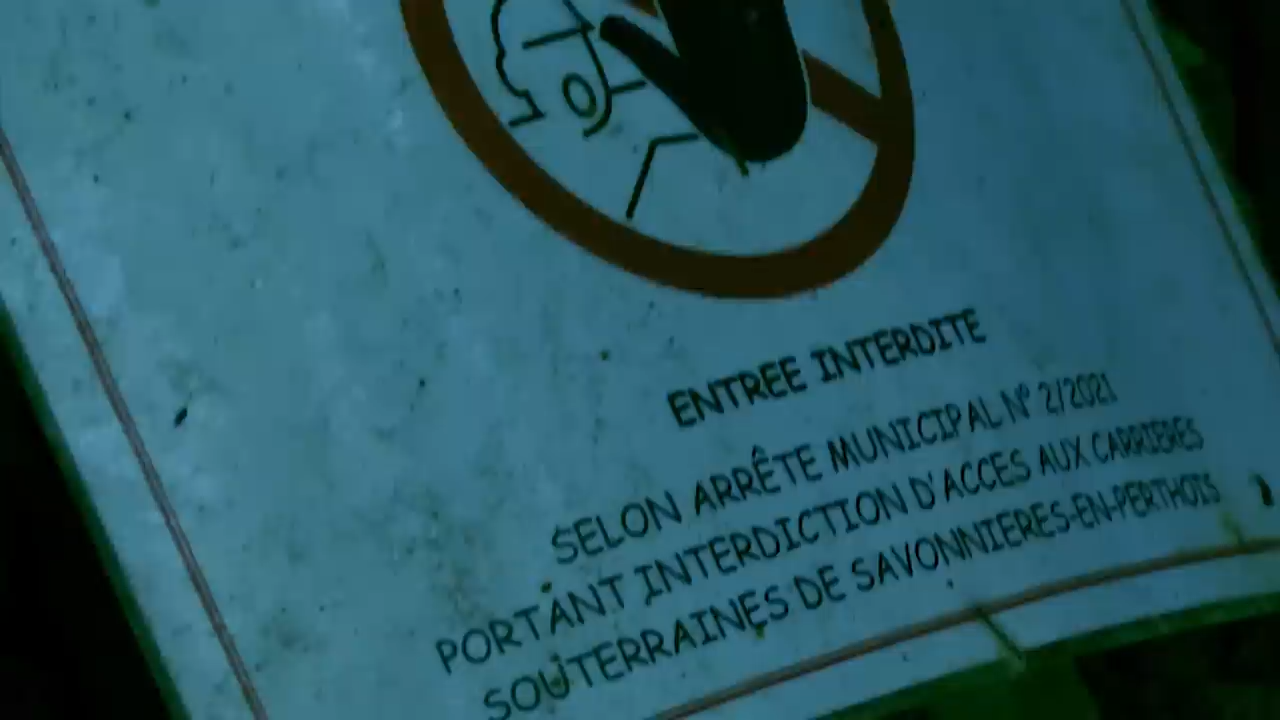 ENTREE INTERDITE
SELON ARRÊTE MUNICIPAL N° 2/2021
PORTANT INTERDICTION D'ACCES AUX CARRIERES
SOUTERRAINES DE SAVONNIERES-EN-PERTHOIS